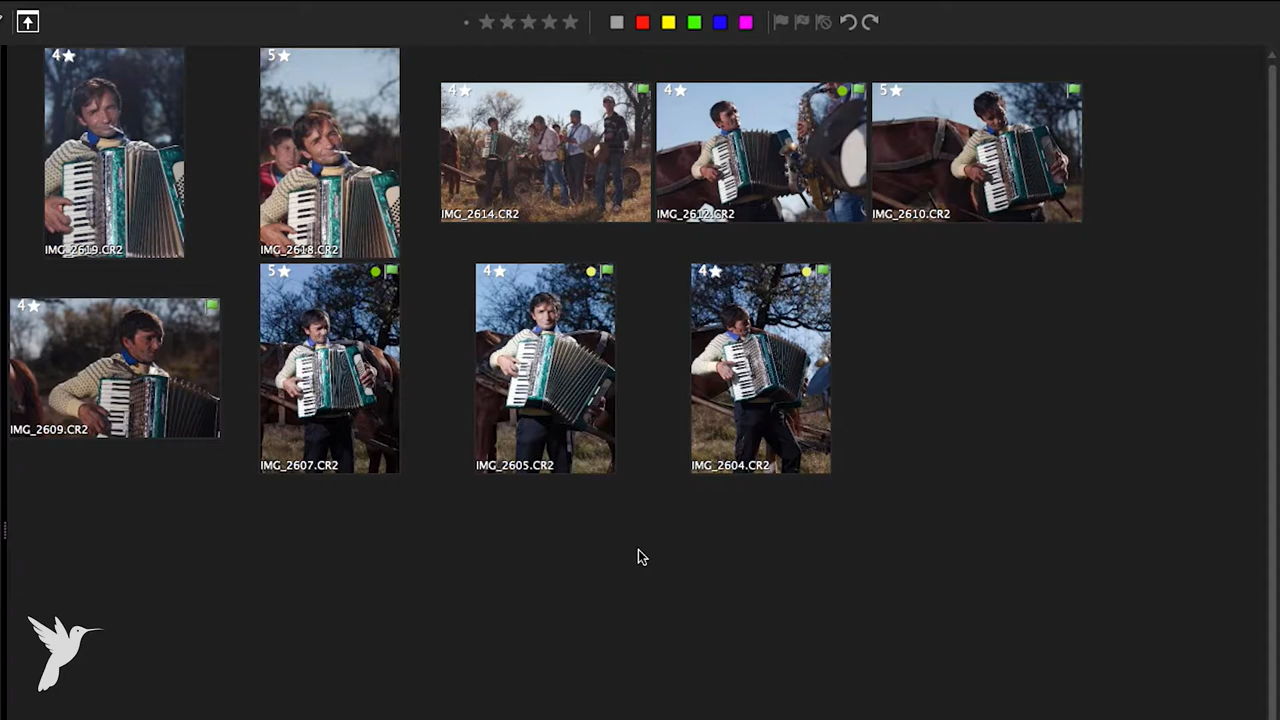 4★
5★
4★
4★
5★
IMG_2619.CR2
IMG_2618.CR2
IMG_2614.CR2
IMG_2612.CR2
IMG_2610.CR2
4★
5★
4★
4★
IMG_2609.CR2
IMG_2607.CR2
IMG_2605.CR2
IMG_2604.CR2